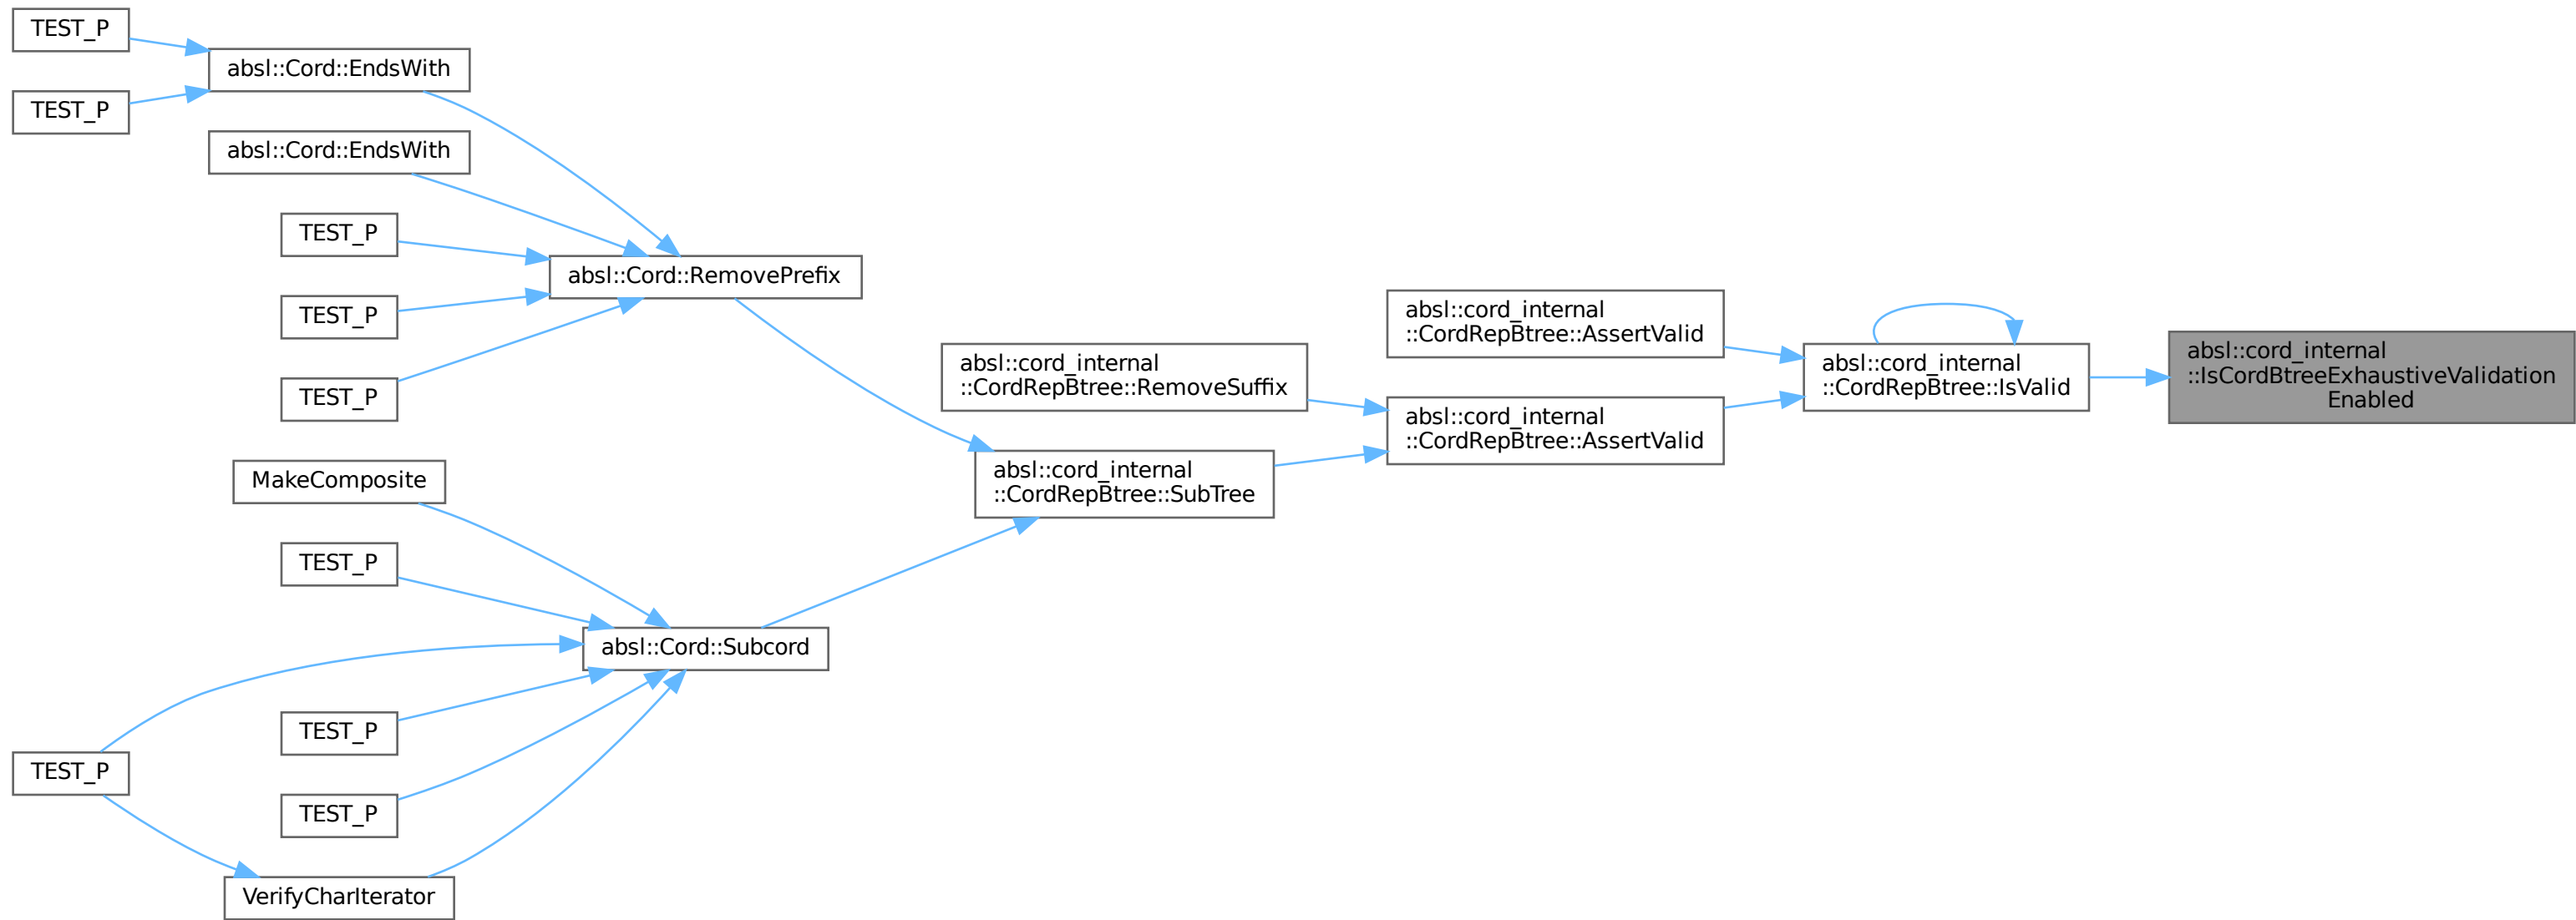 TEST_P
absl::Cord::EndsWith
TEST_P
absl::Cord::EndsWith
TEST_P
absl::Cord::RemovePrefix
TEST_P
TEST_P
MakeComposite
TEST_P
absl::Cord::Subcord
TEST_P
TEST_P
TEST_P
VerifyCharIterator
absl::cord_internal
::CordRepBtree::RemoveSuffix
absl::cord_internal
::CordRepBtree::SubTree
absl::cord_internal
::CordRepBtree::AssertValid
absl::cord_internal
::CordRepBtree::AssertValid
absl::cord_internal
::CordRepBtree::IsValid
absl::cord_internal
::IsCordBtreeExhaustiveValidation
Enabled